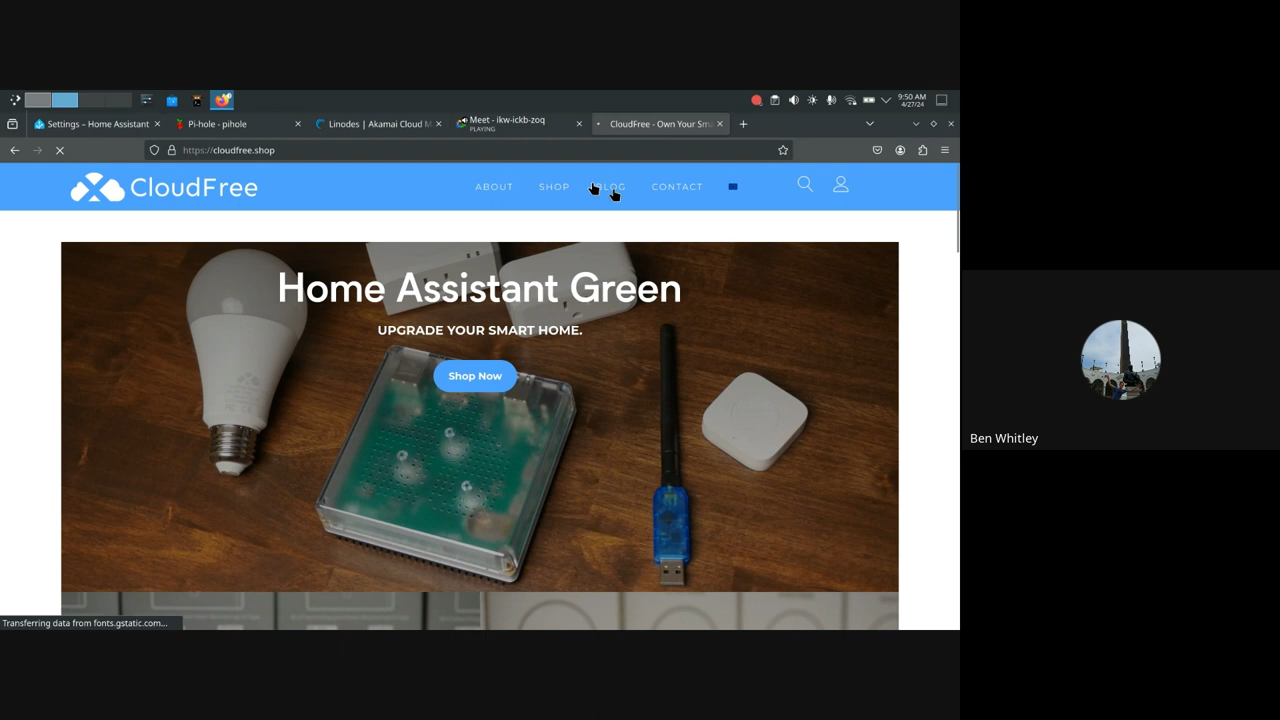 9:50 AM
4/27/24
Settings – Home Assistant
Pi-hole - pihole
Linodes | Akamai Cloud M
Meet - ikw-ickb-zoq
PLAYING
CloudFree - Own Your Sm
https://cloudfree.shop
CloudFree
ABOUT SHOP BLOG CONTACT
Home Assistant Green
UPGRADE YOUR SMART HOME.
Shop Now
Transferring data from fonts.gstatic.com...
Ben Whitley